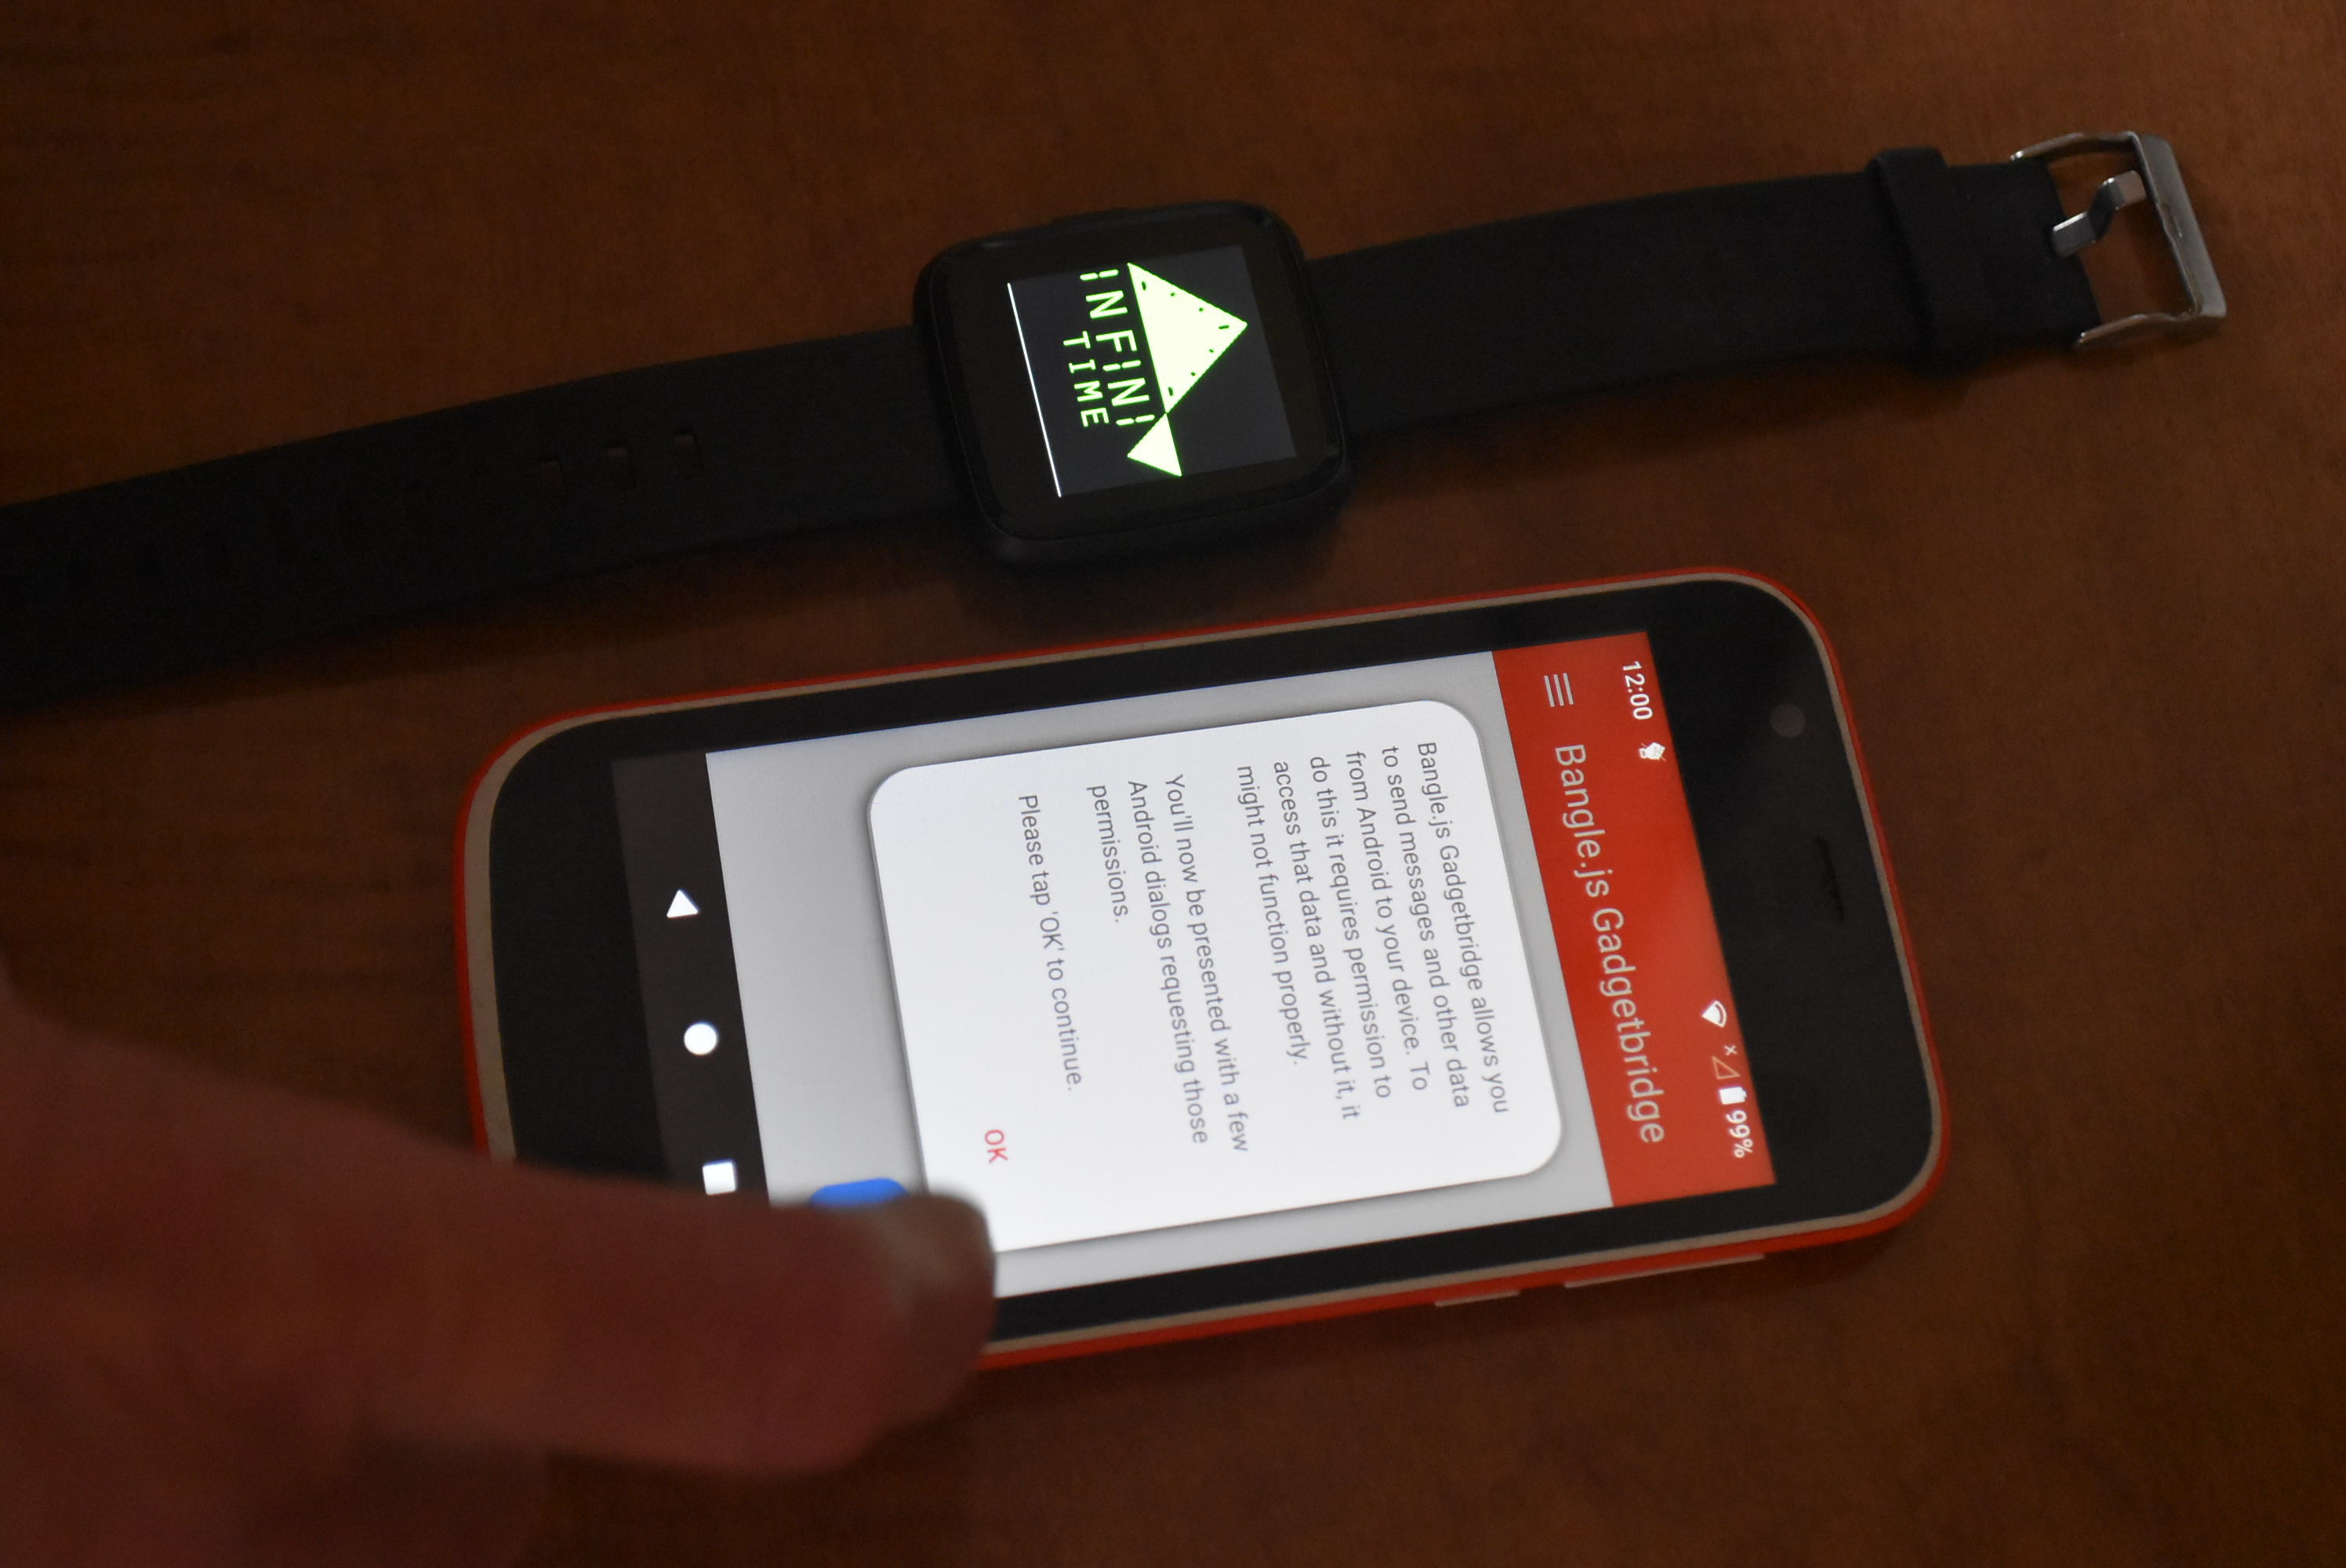 INFINI
TIME
12:00
99%
Bangle.js Gadgetbridge
Bangle.js Gadgetbridge allows you
to send messages and other data
from Android to your device. To
do this it requires permission to
access that data and without it, it
might not function properly.
You'll now be presented with a few
Android dialogs requesting those
permissions.
Please tap 'OK' to continue.
OK